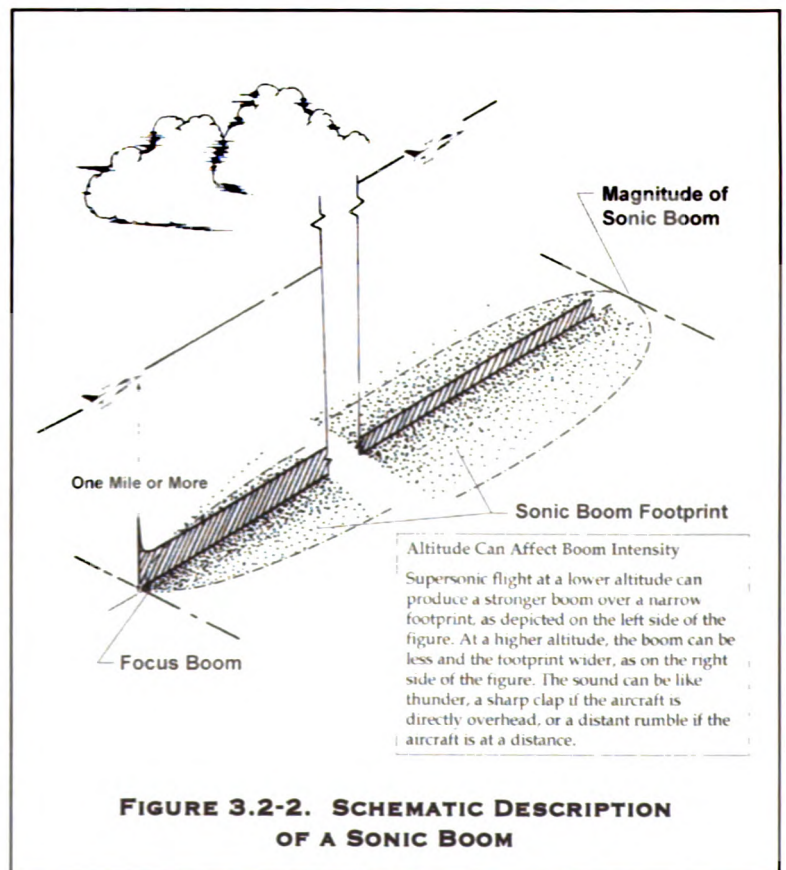 Magnitude of
Sonic Boom
One Mile or More
Sonic Boom Footprint
Focus Boom
Altitude Can Affect Boom Intensity
Supersonic flight at a lower altitude can
produce a stronger boom over a narrow
footprint, as depicted on the left side of the
figure. At a higher altitude, the boom can be
less and the footprint wider, as on the right
side of the figure. The sound can be like
thunder, a sharp clap if the aircraft is
directly overhead, or a distant rumble if the
aircraft is at a distance.
FIGURE 3.2-2. SCHEMATIC DESCRIPTION
OF A SONIC BOOM